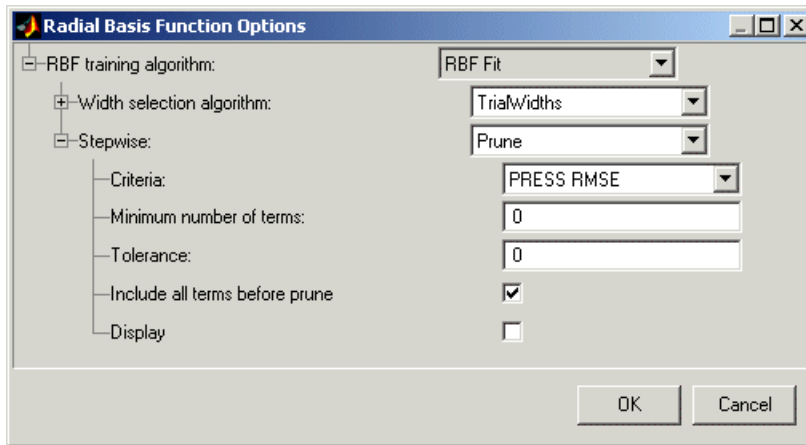 Radial Basis Function Options
RBF training algorithm: RBF Fit
Width selection algorithm: TrialWidths
Stepwise: Prune
Criteria: PRESS RMSE
Minimum number of terms: 0
Tolerance: 0
Include all terms before prune
Display
OK Cancel